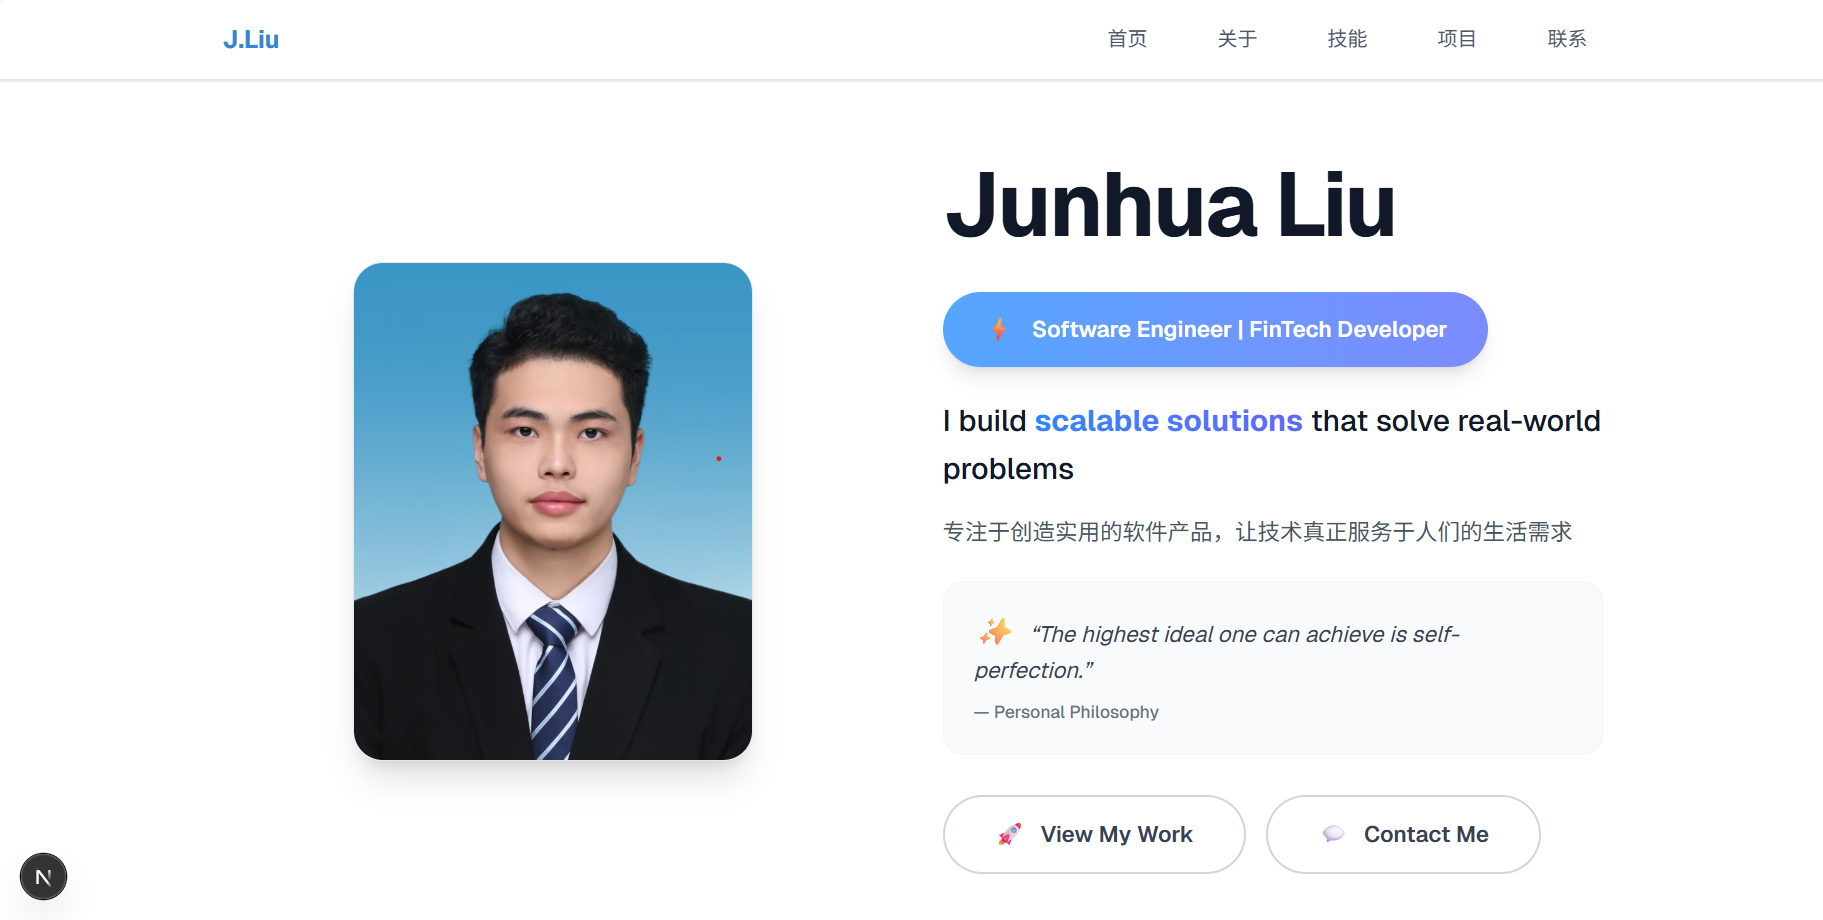 J.Liu
首页 关于 技能 项目 联系
Junhua Liu
Software Engineer | FinTech Developer
I build scalable solutions that solve real-world
problems
专注于创造实用的软件产品，让技术真正服务于人们的生活需求
“The highest ideal one can achieve is self-
perfection.”
— Personal Philosophy
View My Work
Contact Me
N